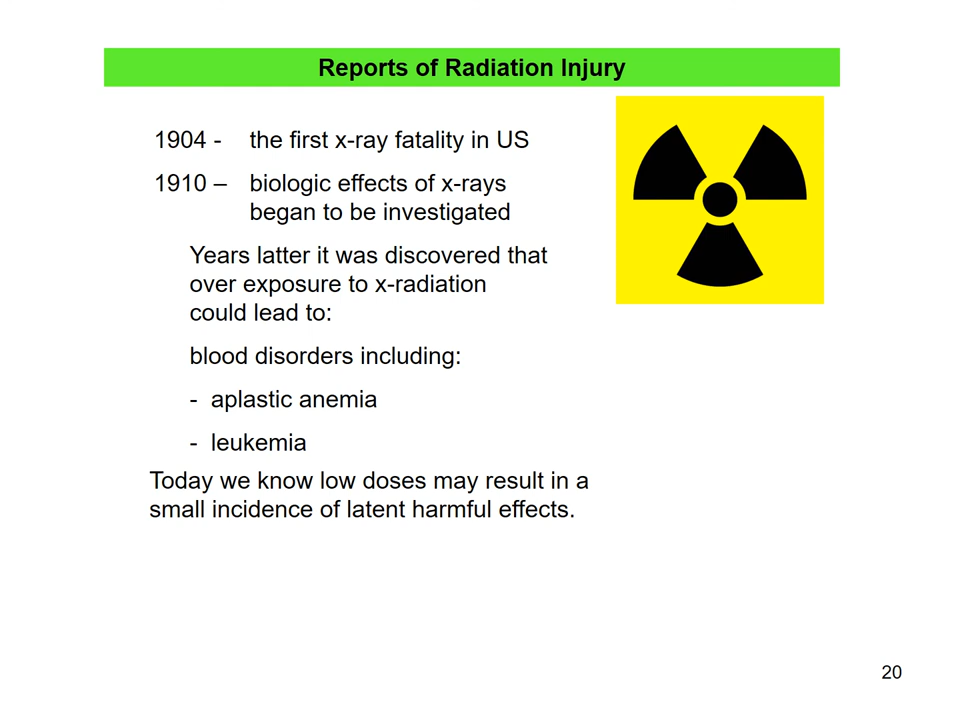 Reports of Radiation Injury
1904 - the first x-ray fatality in US
1910 – biologic effects of x-rays
began to be investigated
Years latter it was discovered that
over exposure to x-radiation
could lead to:
blood disorders including:
- aplastic anemia
- leukemia
Today we know low doses may result in a
small incidence of latent harmful effects.
20